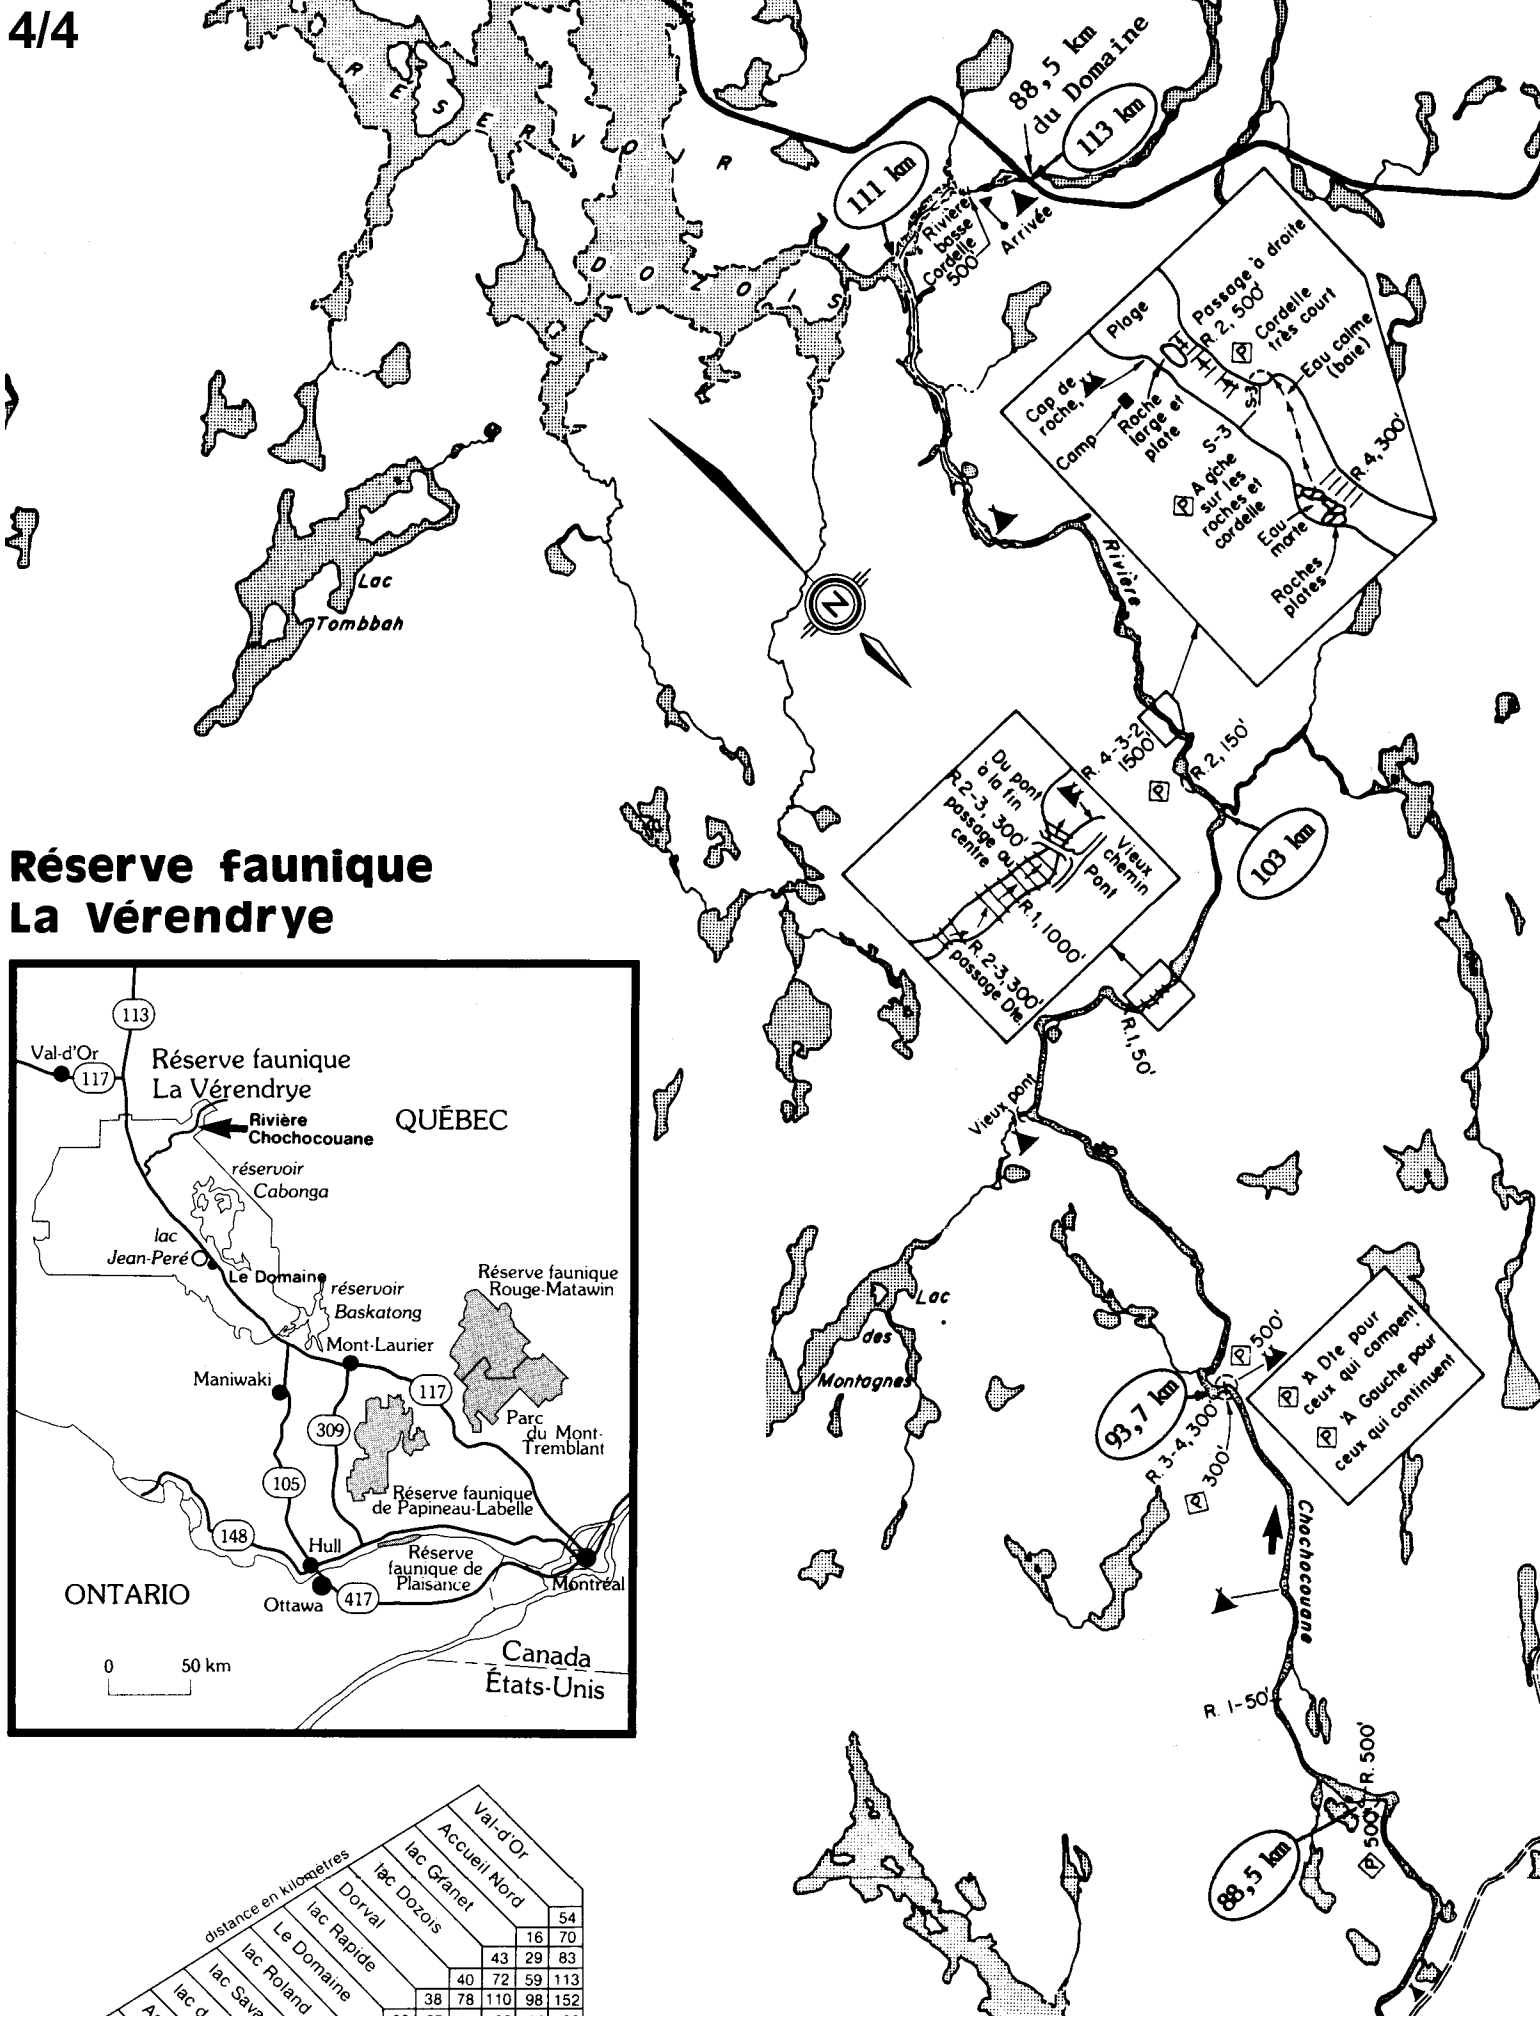 4/4
RÉSERVOIR
DOZOIS
88,5 km
du Domaine
113 km
111 km
Rivière
basse
Cordelle
500'
Arrivée
Plage
Passage à droite
R.2, 500'
P Cordelle
très court
Eau calme
(baie)
Cap de
roche,
Camp
Roche
large et
plate
S-3
S-3
P A g'che
sur les
roches et
cordelle
R.4, 300'
Eau
morte
Roches
plates
Lac
Tombbah
N
Rivière
R. 4-3-2
1500'
P
R.2, 150'
103 km
Du pont
à la fin
R.2-3, 300'
passage au
centre
Vieux
chemin
Pont
R.1, 1000'
R.2-3, 300'
passage Dte.
R.1, 50'
Vieux pont
Lac
des
Montagnes
P 500'
93,7 km
R. 3-4, 300'
P 300'
P 'A Dte pour
ceux qui campent
P 'A Gauche pour
ceux qui continuent
Chochocouane
R. 1-50'
R. 500'
P 500'
88,5 km
Réserve faunique
La Vérendrye
113
Val-d'Or
117
Réserve faunique
La Vérendrye
Rivière
Chochocouane
QUÉBEC
réservoir
Cabonga
lac
Jean-Peré
Le Domaine
réservoir
Baskatong
Réserve faunique
Rouge-Matawin
Mont-Laurier
Maniwaki
117
309
Parc
du Mont-
Tremblant
105
Réserve faunique
de Papineau-Labelle
148
Hull
Réserve
faunique de
Plaisance
Montréal
ONTARIO
Ottawa
417
0 50 km
Canada
États-Unis
distance en kilomètres
Val-d'Or
Accueil Nord
lac Granet
lac Dozois
Dorval
lac Rapide
Le Domaine
lac Roland
54
16 70
43 29 83
40 72 59 113
38 78 110 98 152